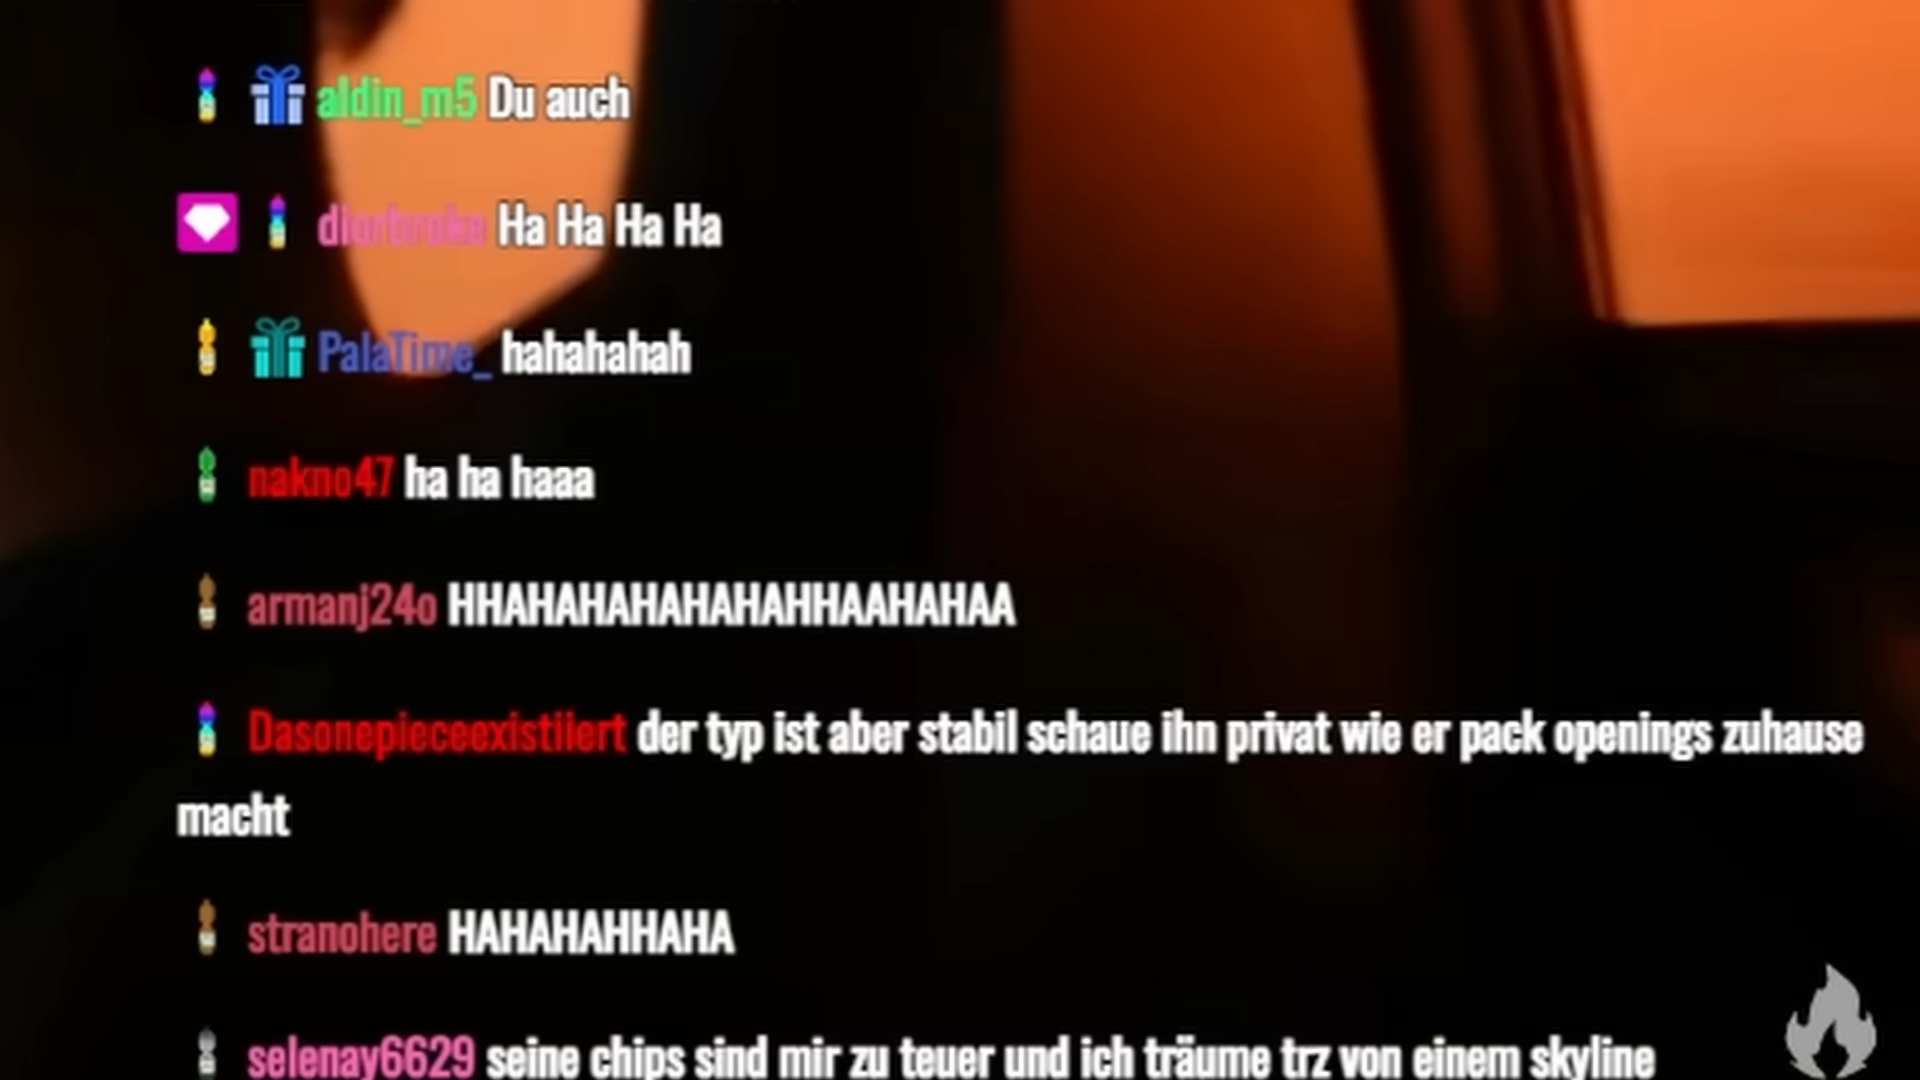 aldin_m5 Du auch
diorbroke Ha Ha Ha Ha
PalaTime_ hahahahah
nakno47 ha ha haaa
armanj24o HHAHAHAHAHAHAHHAAHAHAA
Dasonepieceexistiiert der typ ist aber stabil schaue ihn privat wie er pack openings zuhause
macht
stranohere HAHAHAHHAHA
selenay6629 seine chips sind mir zu teuer und ich träume trz von einem skyline